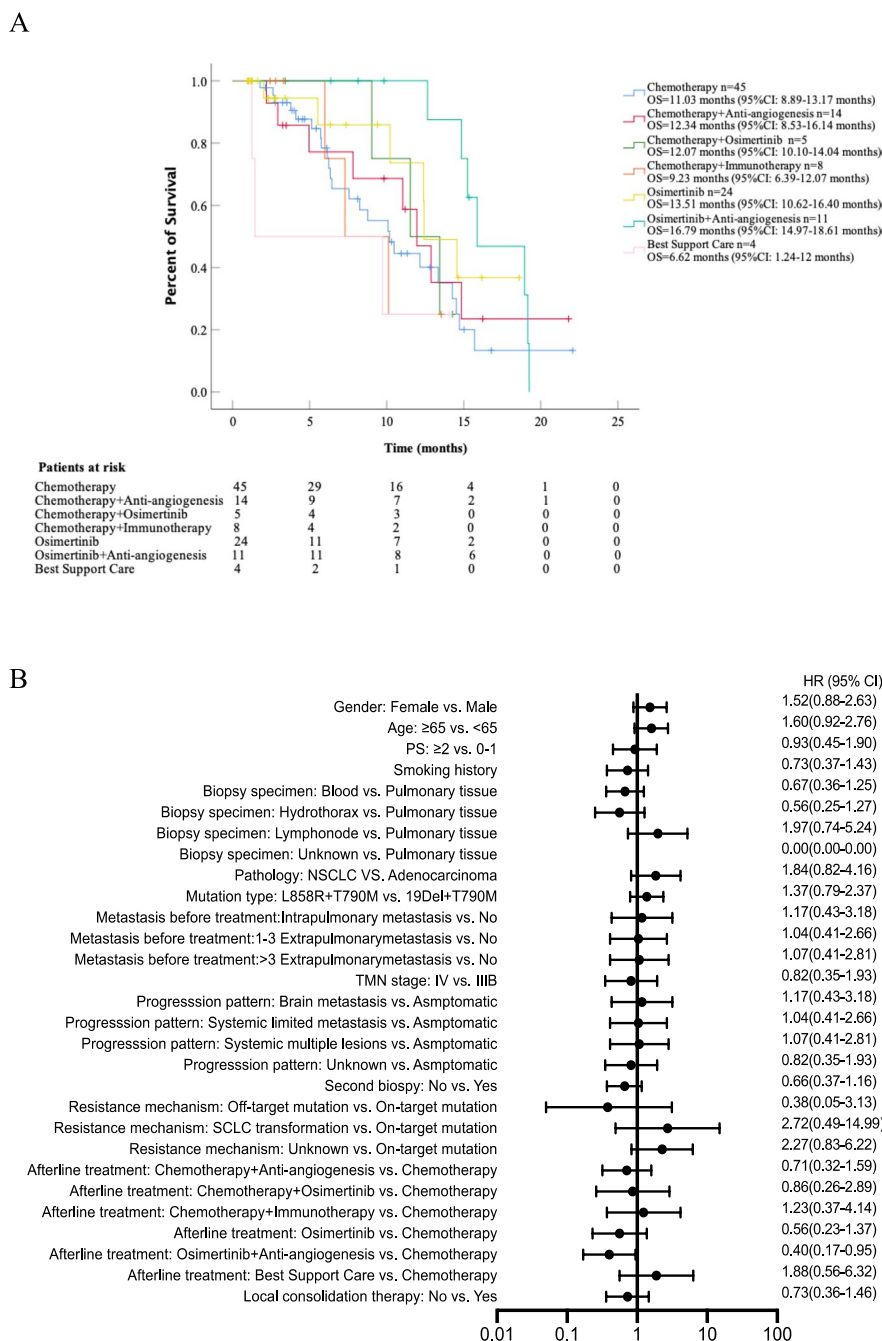 A
Percent of Survival
1.0
0.8
0.6
0.4
0.2
0.0
0 5 10 15 20 25
Time (months)
Chemotherapy n=45
OS=11.03 months (95%CI: 8.89-13.17 months)
Chemotherapy+Anti-angiogenesis n=14
OS=12.34 months (95%CI: 8.53-16.14 months)
Chemotherapy+Osimertinib n=5
OS=12.07 months (95%CI: 10.10-14.04 months)
Chemotherapy+Immunotherapy n=8
OS=9.23 months (95%CI: 6.39-12.07 months)
Osimertinib n=24
OS=13.51 months (95%CI: 10.62-16.40 months)
Osimertinib+Anti-angiogenesis n=11
OS=16.79 months (95%CI: 14.97-18.61 months)
Best Support Care n=4
OS=6.62 months (95%CI: 1.24-12 months)
Patients at risk
Chemotherapy 45 29 16 4 1 0
Chemotherapy+Anti-angiogenesis 14 9 7 2 1 0
Chemotherapy+Osimertinib 5 4 3 0 0 0
Chemotherapy+Immunotherapy 8 4 2 0 0 0
Osimertinib 24 11 7 2 0 0
Osimertinib+Anti-angiogenesis 11 11 8 6 0 0
Best Support Care 4 2 1 0 0 0
B
HR (95% CI)
Gender: Female vs. Male 1.52(0.88-2.63)
Age: ≥65 vs. <65 1.60(0.92-2.76)
PS: ≥2 vs. 0-1 0.93(0.45-1.90)
Smoking history 0.73(0.37-1.43)
Biopsy specimen: Blood vs. Pulmonary tissue 0.67(0.36-1.25)
Biopsy specimen: Hydrothorax vs. Pulmonary tissue 0.56(0.25-1.27)
Biopsy specimen: Lymphonode vs. Pulmonary tissue 1.97(0.74-5.24)
Biopsy specimen: Unknown vs. Pulmonary tissue 0.00(0.00-0.00)
Pathology: NSCLC VS. Adenocarcinoma 1.84(0.82-4.16)
Mutation type: L858R+T790M vs. 19Del+T790M 1.37(0.79-2.37)
Metastasis before treatment:Intrapulmonary metastasis vs. No 1.17(0.43-3.18)
Metastasis before treatment:1-3 Extrapulmonarymetastasis vs. No 1.04(0.41-2.66)
Metastasis before treatment:>3 Extrapulmonary metastasis vs. No 1.07(0.41-2.81)
TMN stage: IV vs. IIIB 0.82(0.35-1.93)
Progresssion pattern: Brain metastasis vs. Asmptomatic 1.17(0.43-3.18)
Progresssion pattern: Systemic limited metastasis vs. Asmptomatic 1.04(0.41-2.66)
Progresssion pattern: Systemic multiple lesions vs. Asmptomatic 1.07(0.41-2.81)
Progresssion pattern: Unknown vs. Asmptomatic 0.82(0.35-1.93)
Second biospy: No vs. Yes 0.66(0.37-1.16)
Resistance mechanism: Off-target mutation vs. On-target mutation 0.38(0.05-3.13)
Resistance mechanism: SCLC transformation vs. On-target mutation 2.72(0.49-14.99)
Resistance mechanism: Unknown vs. On-target mutation 2.27(0.83-6.22)
Afterline treatment: Chemotherapy+Anti-angiogenesis vs. Chemotherapy 0.71(0.32-1.59)
Afterline treatment: Chemotherapy+Osimertinib vs. Chemotherapy 0.86(0.26-2.89)
Afterline treatment: Chemotherapy+Immunotherapy vs. Chemotherapy 1.23(0.37-4.14)
Afterline treatment: Osimertinib vs. Chemotherapy 0.56(0.23-1.37)
Afterline treatment: Osimertinib+Anti-angiogenesis vs. Chemotherapy 0.40(0.17-0.95)
Afterline treatment: Best Support Care vs. Chemotherapy 1.88(0.56-6.32)
Local consolidation therapy: No vs. Yes 0.73(0.36-1.46)
0.01 0.1 1 10 100